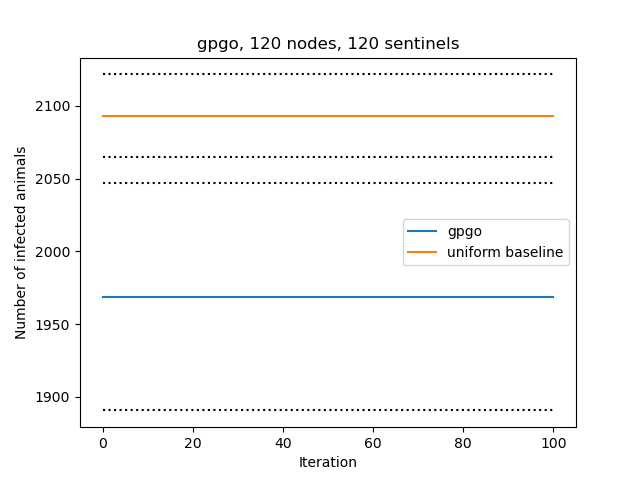 gpgo, 120 nodes, 120 sentinels
Number of infected animals
2100
2050
2000
1950
1900
gpgo
uniform baseline
0
20
40
60
80
100
Iteration